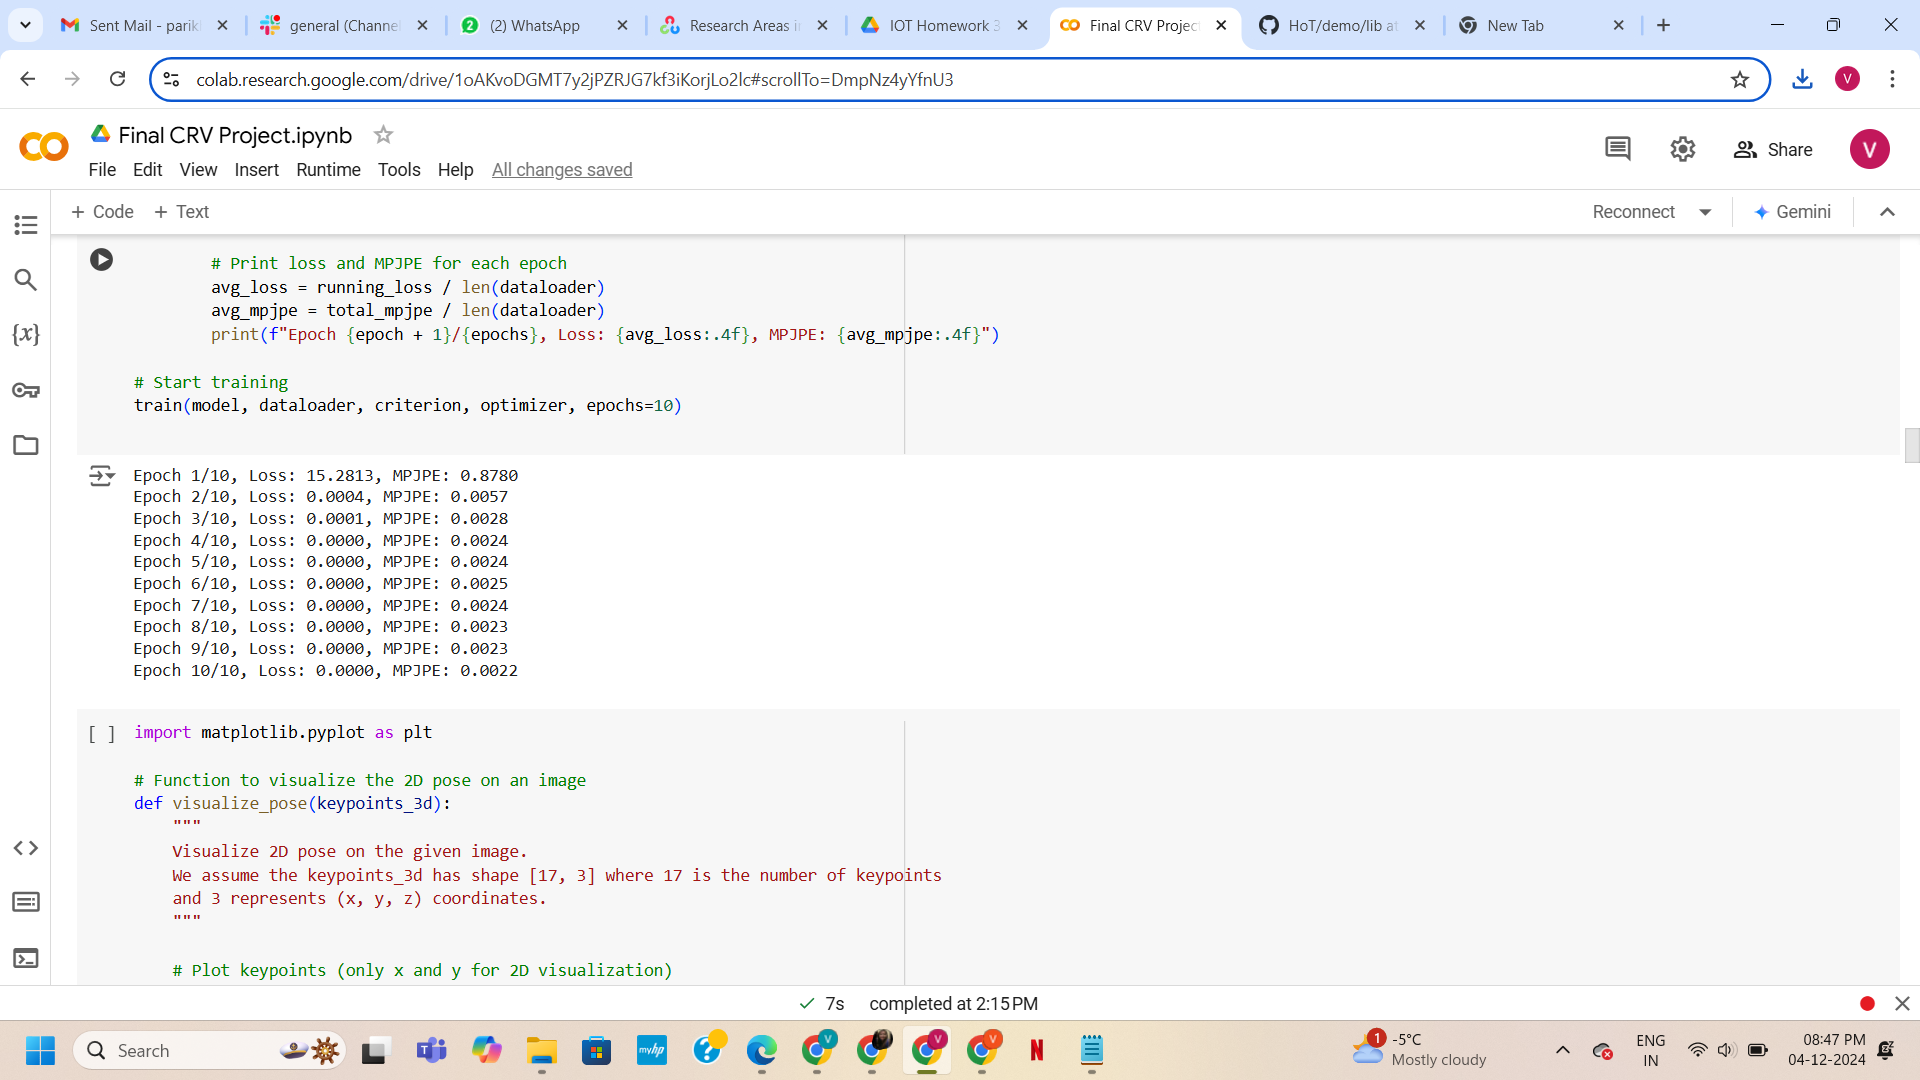 Sent Mail - parik
general (Channe
(2) WhatsApp
Research Areas i
IOT Homework 3
Final CRV Projec
HoT/demo/lib at
New Tab
colab.research.google.com/drive/1oAKvoDGMT7y2jPZRJG7kf3iKorjLo2lc#scrollTo=DmpNz4yYfnU3
V
CO
Final CRV Project.ipynb
Share
V
File Edit View Insert Runtime Tools Help All changes saved
+ Code + Text
Reconnect
Gemini
# Print loss and MPJPE for each epoch
avg_loss = running_loss / len(dataloader)
avg_mpjpe = total_mpjpe / len(dataloader)
print(f"Epoch {epoch + 1}/{epochs}, Loss: {avg_loss:.4f}, MPJPE: {avg_mpjpe:.4f}")
# Start training
train(model, dataloader, criterion, optimizer, epochs=10)
Epoch 1/10, Loss: 15.2813, MPJPE: 0.8780
Epoch 2/10, Loss: 0.0004, MPJPE: 0.0057
Epoch 3/10, Loss: 0.0001, MPJPE: 0.0028
Epoch 4/10, Loss: 0.0000, MPJPE: 0.0024
Epoch 5/10, Loss: 0.0000, MPJPE: 0.0024
Epoch 6/10, Loss: 0.0000, MPJPE: 0.0025
Epoch 7/10, Loss: 0.0000, MPJPE: 0.0024
Epoch 8/10, Loss: 0.0000, MPJPE: 0.0023
Epoch 9/10, Loss: 0.0000, MPJPE: 0.0023
Epoch 10/10, Loss: 0.0000, MPJPE: 0.0022
[ ] import matplotlib.pyplot as plt
# Function to visualize the 2D pose on an image
def visualize_pose(keypoints_3d):
"""
Visualize 2D pose on the given image.
We assume the keypoints_3d has shape [17, 3] where 17 is the number of keypoints
and 3 represents (x, y, z) coordinates.
"""
# Plot keypoints (only x and y for 2D visualization)
7s completed at 2:15 PM
Search
myhp
1
-5°C
Mostly cloudy
ENG
IN
08:47 PM
04-12-2024